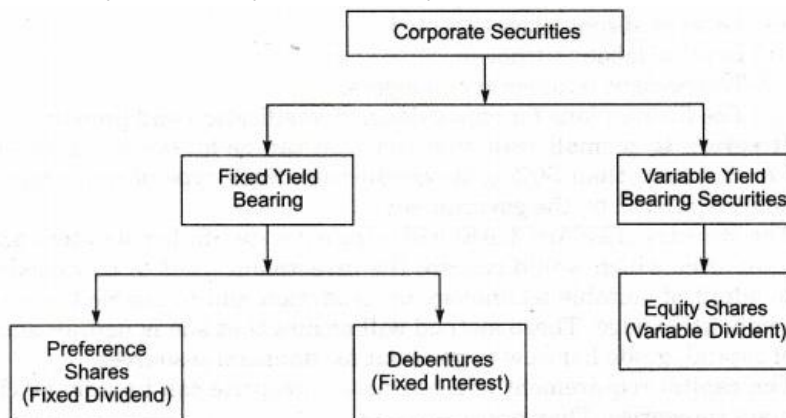 Corporate Securities
Fixed Yield
Bearing
Variable Yield
Bearing Securities
Preference
Shares
(Fixed Dividend)
Debentures
(Fixed Interest)
Equity Shares
(Variable Divident)